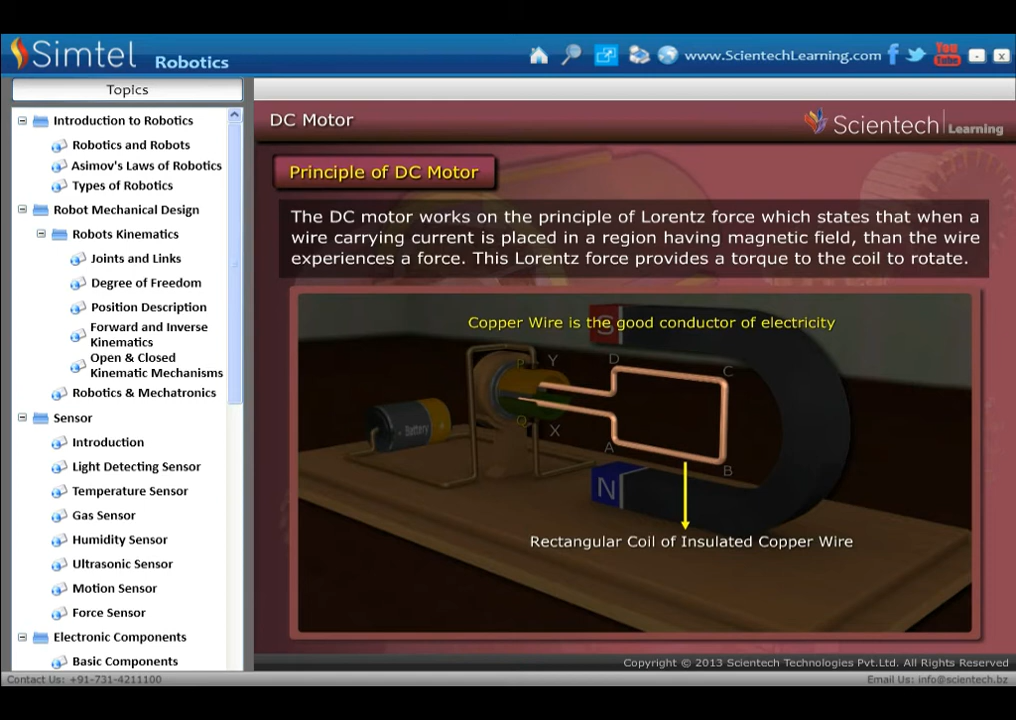 Simtel Robotics
www.ScientechLearning.com
f
You
Tube
Topics
Introduction to Robotics
Robotics and Robots
Asimov's Laws of Robotics
Types of Robotics
Robot Mechanical Design
Robots Kinematics
Joints and Links
Degree of Freedom
Position Description
Forward and Inverse
Kinematics
Open & Closed
Kinematic Mechanisms
Robotics & Mechatronics
Sensor
Introduction
Light Detecting Sensor
Temperature Sensor
Gas Sensor
Humidity Sensor
Ultrasonic Sensor
Motion Sensor
Force Sensor
Electronic Components
Basic Components
DC Motor
Scientech Learning
Principle of DC Motor
The DC motor works on the principle of Lorentz force which states that when a
wire carrying current is placed in a region having magnetic field, than the wire
experiences a force. This Lorentz force provides a torque to the coil to rotate.
S
Copper Wire is the good conductor of electricity
P Y D C
Battery
Q X A B
N
Rectangular Coil of Insulated Copper Wire
Copyright © 2013 Scientech Technologies Pvt.Ltd. All Rights Reserved
Contact Us: +91-731-4211100
Email Us: info@scientech.bz